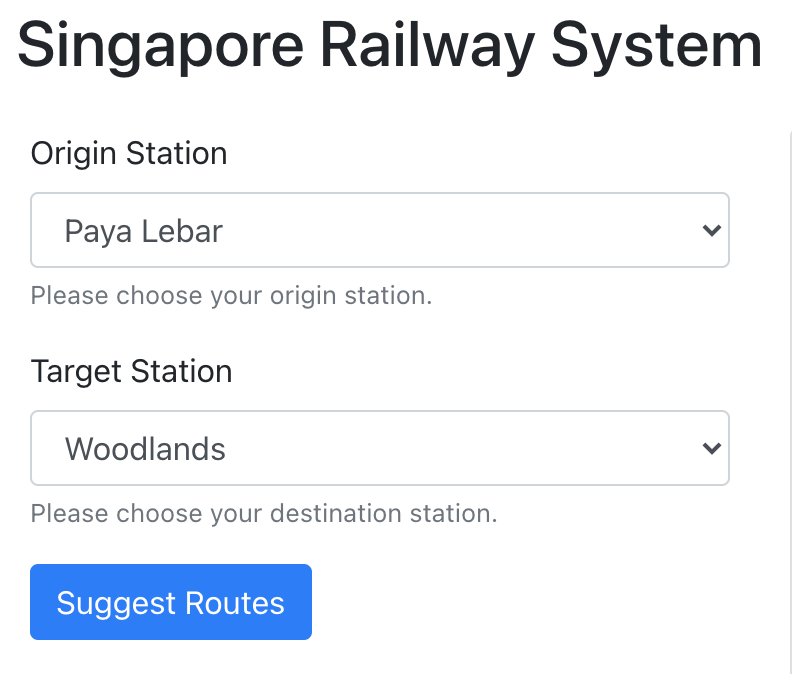 Singapore Railway System
Origin Station
Paya Lebar
Please choose your origin station.
Target Station
Woodlands
Please choose your destination station.
Suggest Routes